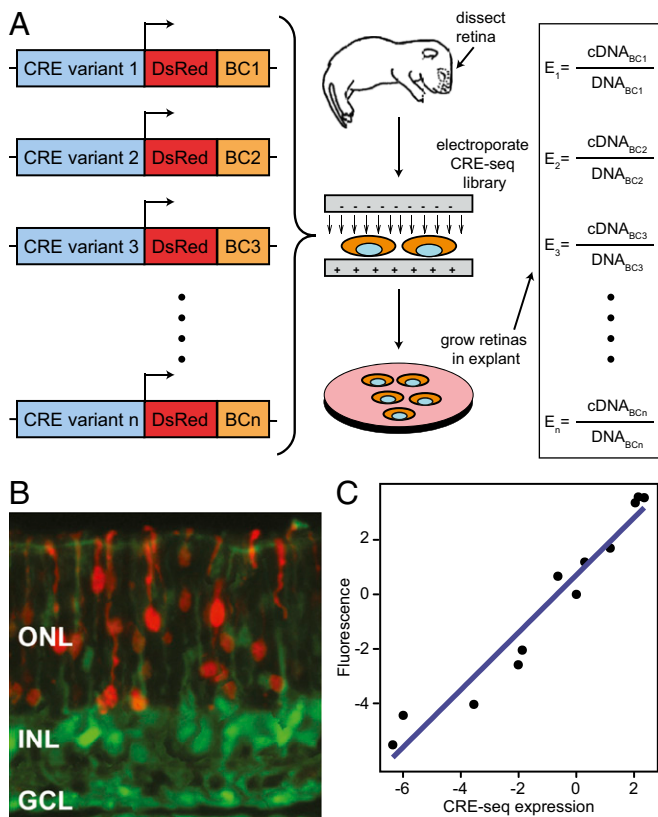 A
CRE variant 1 DsRed BC1
CRE variant 2 DsRed BC2
CRE variant 3 DsRed BC3
CRE variant n DsRed BCn
dissect
retina
electroporate
CRE-seq
library
- - - - - - - - -
+ + + + + + +
grow retinas
in explant
E1= cDNABC1
DNABC1
E2= cDNABC2
DNABC2
E3= cDNABC3
DNABC3
En= cDNABCn
DNABCn
B
ONL
INL
GCL
C
Fluorescence
2
0
-2
-4
-6 -4 -2 0 2
CRE-seq expression